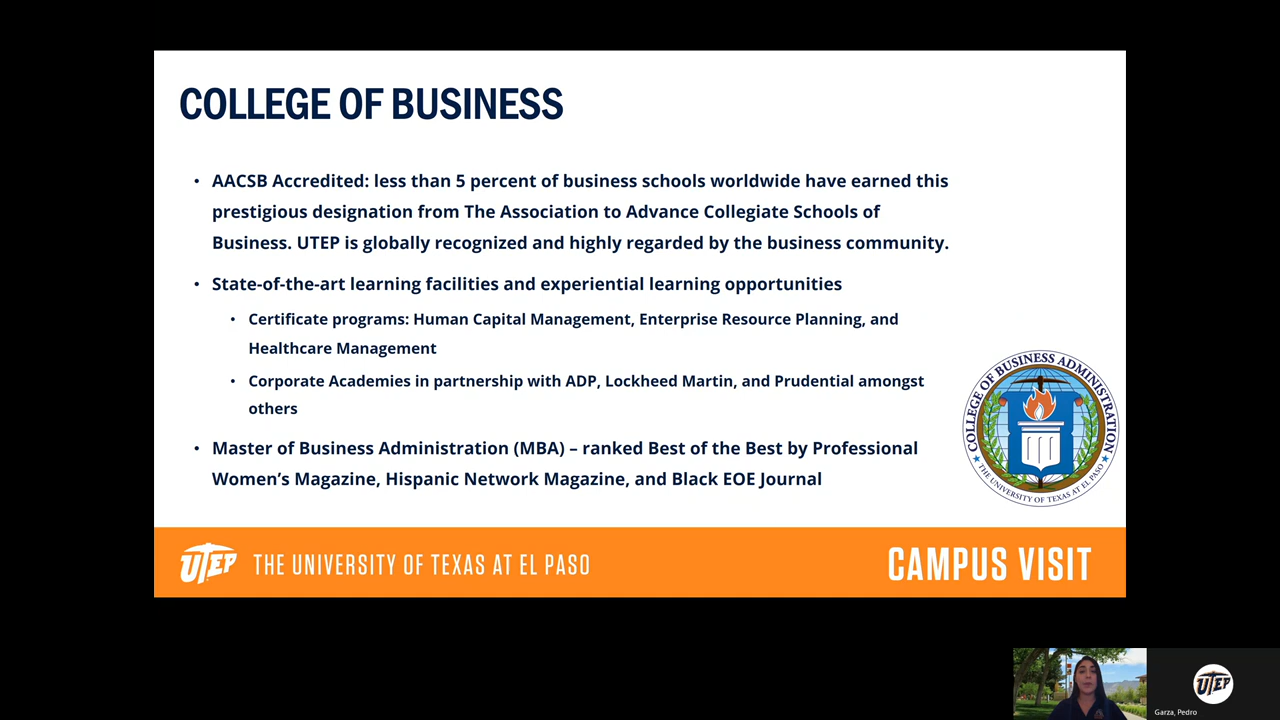 COLLEGE OF BUSINESS
• AACSB Accredited: less than 5 percent of business schools worldwide have earned this
prestigious designation from The Association to Advance Collegiate Schools of
Business. UTEP is globally recognized and highly regarded by the business community.
• State-of-the-art learning facilities and experiential learning opportunities
• Certificate programs: Human Capital Management, Enterprise Resource Planning, and
Healthcare Management
• Corporate Academies in partnership with ADP, Lockheed Martin, and Prudential amongst
others
• Master of Business Administration (MBA) – ranked Best of the Best by Professional
Women's Magazine, Hispanic Network Magazine, and Black EOE Journal
COLLEGE OF BUSINESS ADMINISTRATION
THE UNIVERSITY OF TEXAS AT EL PASO
UTEP THE UNIVERSITY OF TEXAS AT EL PASO
CAMPUS VISIT
UTEP
Garza, Pedro